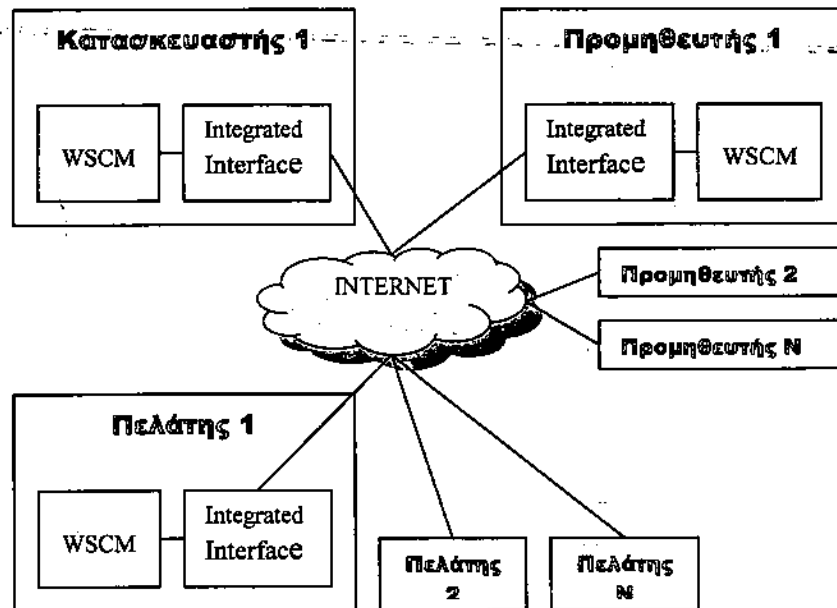 Κατασκευαστής 1
WSCM
Integrated
Interface
Προμηθευτής 1
Integrated
Interface
WSCM
INTERNET
Προμηθευτής 2
Προμηθευτής N
Πελάτης 1
WSCM
Integrated
Interface
Πελάτης
2
Πελάτης
N